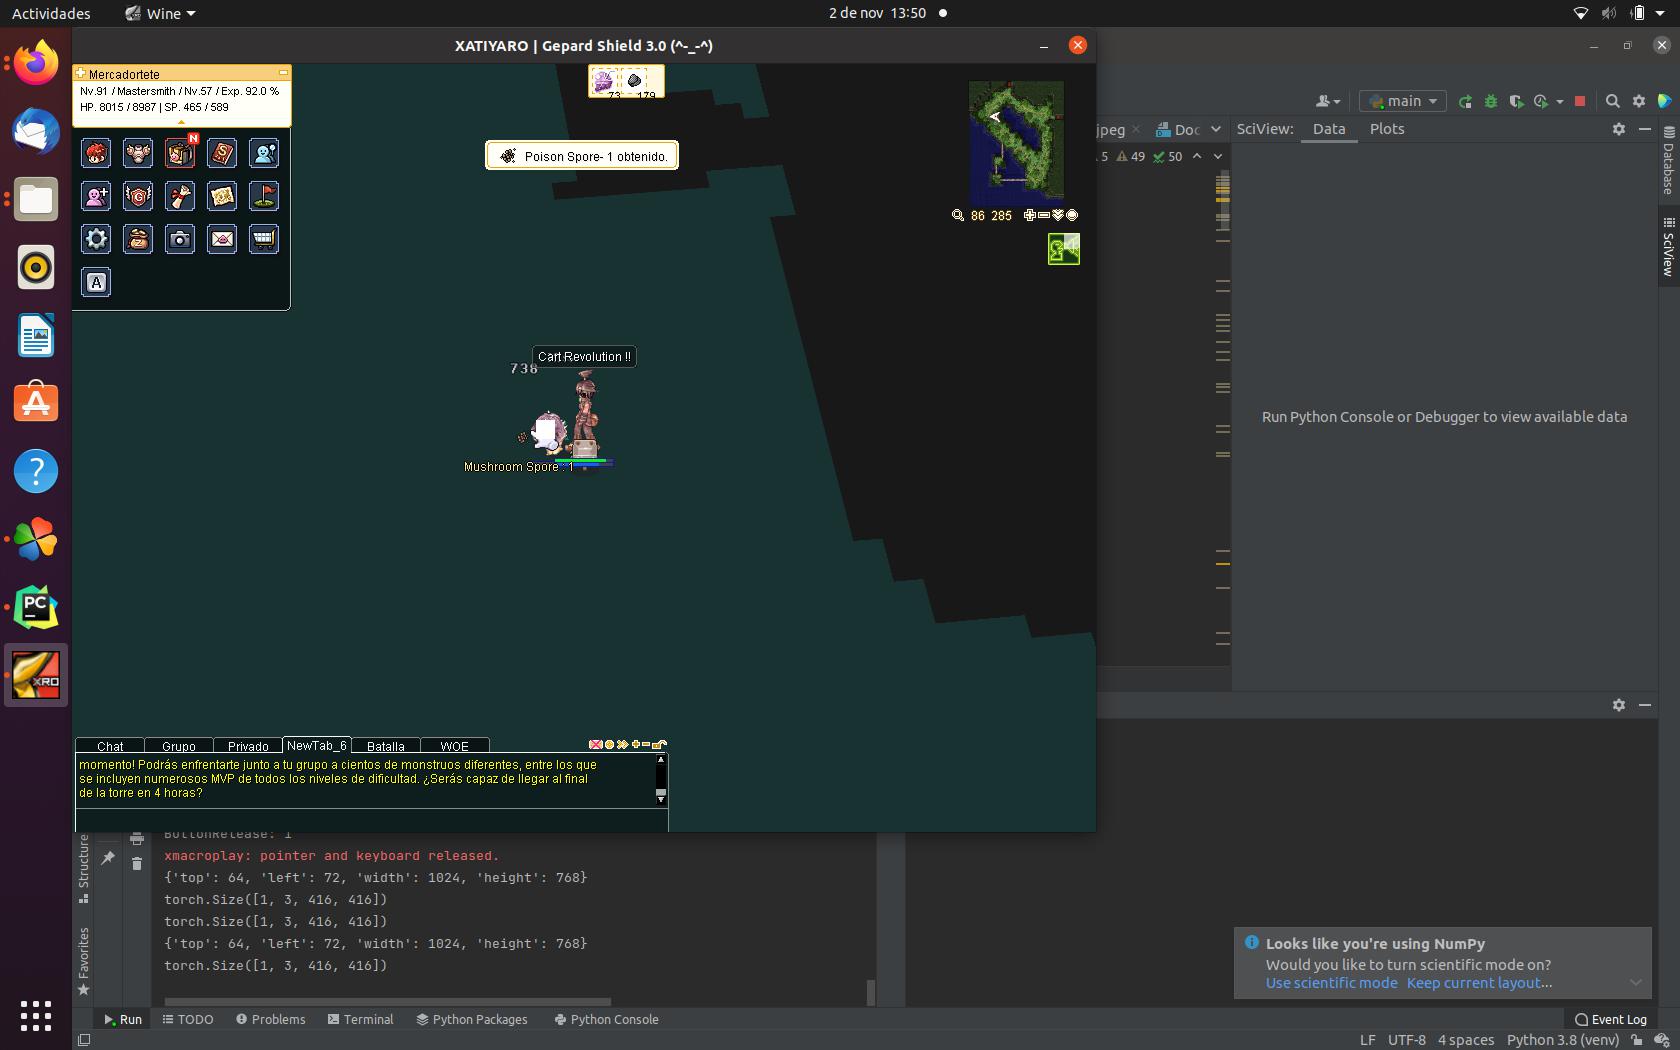 Actividades
Wine
2 de nov 13:50
XATIYARO | Gepard Shield 3.0 (^-_-^)
Mercadortete
Nv.91 / Mastersmith / Nv.57 / Exp. 92.0 %
HP. 8015 / 8987 | SP. 465 / 589
N
A
Poison Spore- 1 obtenido.
86 285
Cart Revolution !!
738
Mushroom Spore : 1
Chat
Grupo
Privado
NewTab_6
Batalla
WOE
momento! Podrás enfrentarte junto a tu grupo a cientos de monstruos diferentes, entre los que
se incluyen numerosos MVP de todos los niveles de dificultad. ¿Serás capaz de llegar al final
de la torre en 4 horas?
main
jpeg
Doc
SciView:
Data
Plots
5
49
50
Database
SciView
Run Python Console or Debugger to view available data
PC
XRO
Structure
Favorites
ButtonRelease: 1
xmacroplay: pointer and keyboard released.
{'top': 64, 'left': 72, 'width': 1024, 'height': 768}
torch.Size([1, 3, 416, 416])
torch.Size([1, 3, 416, 416])
{'top': 64, 'left': 72, 'width': 1024, 'height': 768}
torch.Size([1, 3, 416, 416])
Looks like you're using NumPy
Would you like to turn scientific mode on?
Use scientific mode Keep current layout...
Run
TODO
Problems
Terminal
Python Packages
Python Console
Event Log
LF UTF-8 4 spaces Python 3.8 (venv)